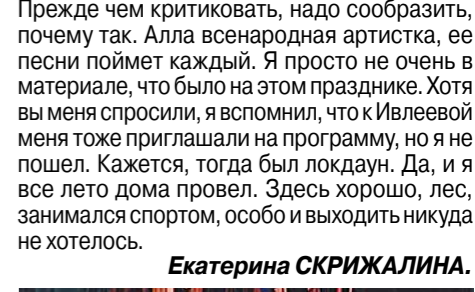 Прежде чем критиковать, надо сообразить,
почему так. Алла всенародная артистка, ее
песни поймет каждый. Я просто не очень в
материале, что было на этом празднике. Хотя
вы меня спросили, я вспомнил, что к Ивлеевой
меня тоже приглашали на программу, но я не
пошел. Кажется, тогда был локдаун. Да, и я
все лето дома провел. Здесь хорошо, лес,
занимался спортом, особо и выходить никуда
не хотелось.
Екатерина СКРИЖАЛИНА.